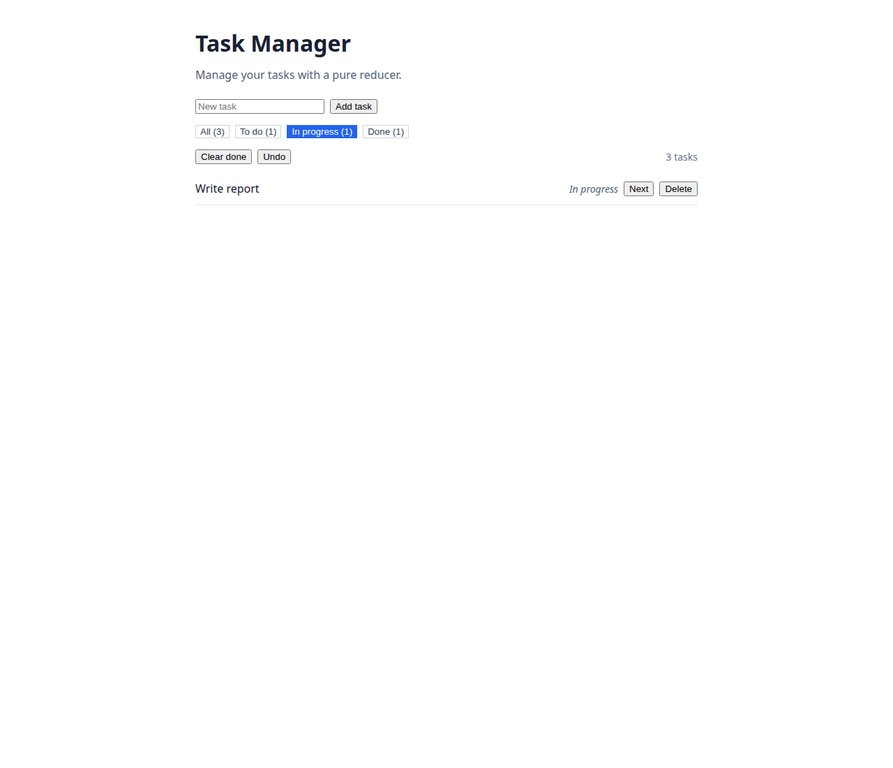 Task Manager
Manage your tasks with a pure reducer.
New task Add task
All (3) To do (1) In progress (1) Done (1)
Clear done Undo 3 tasks
Write report In progress Next Delete